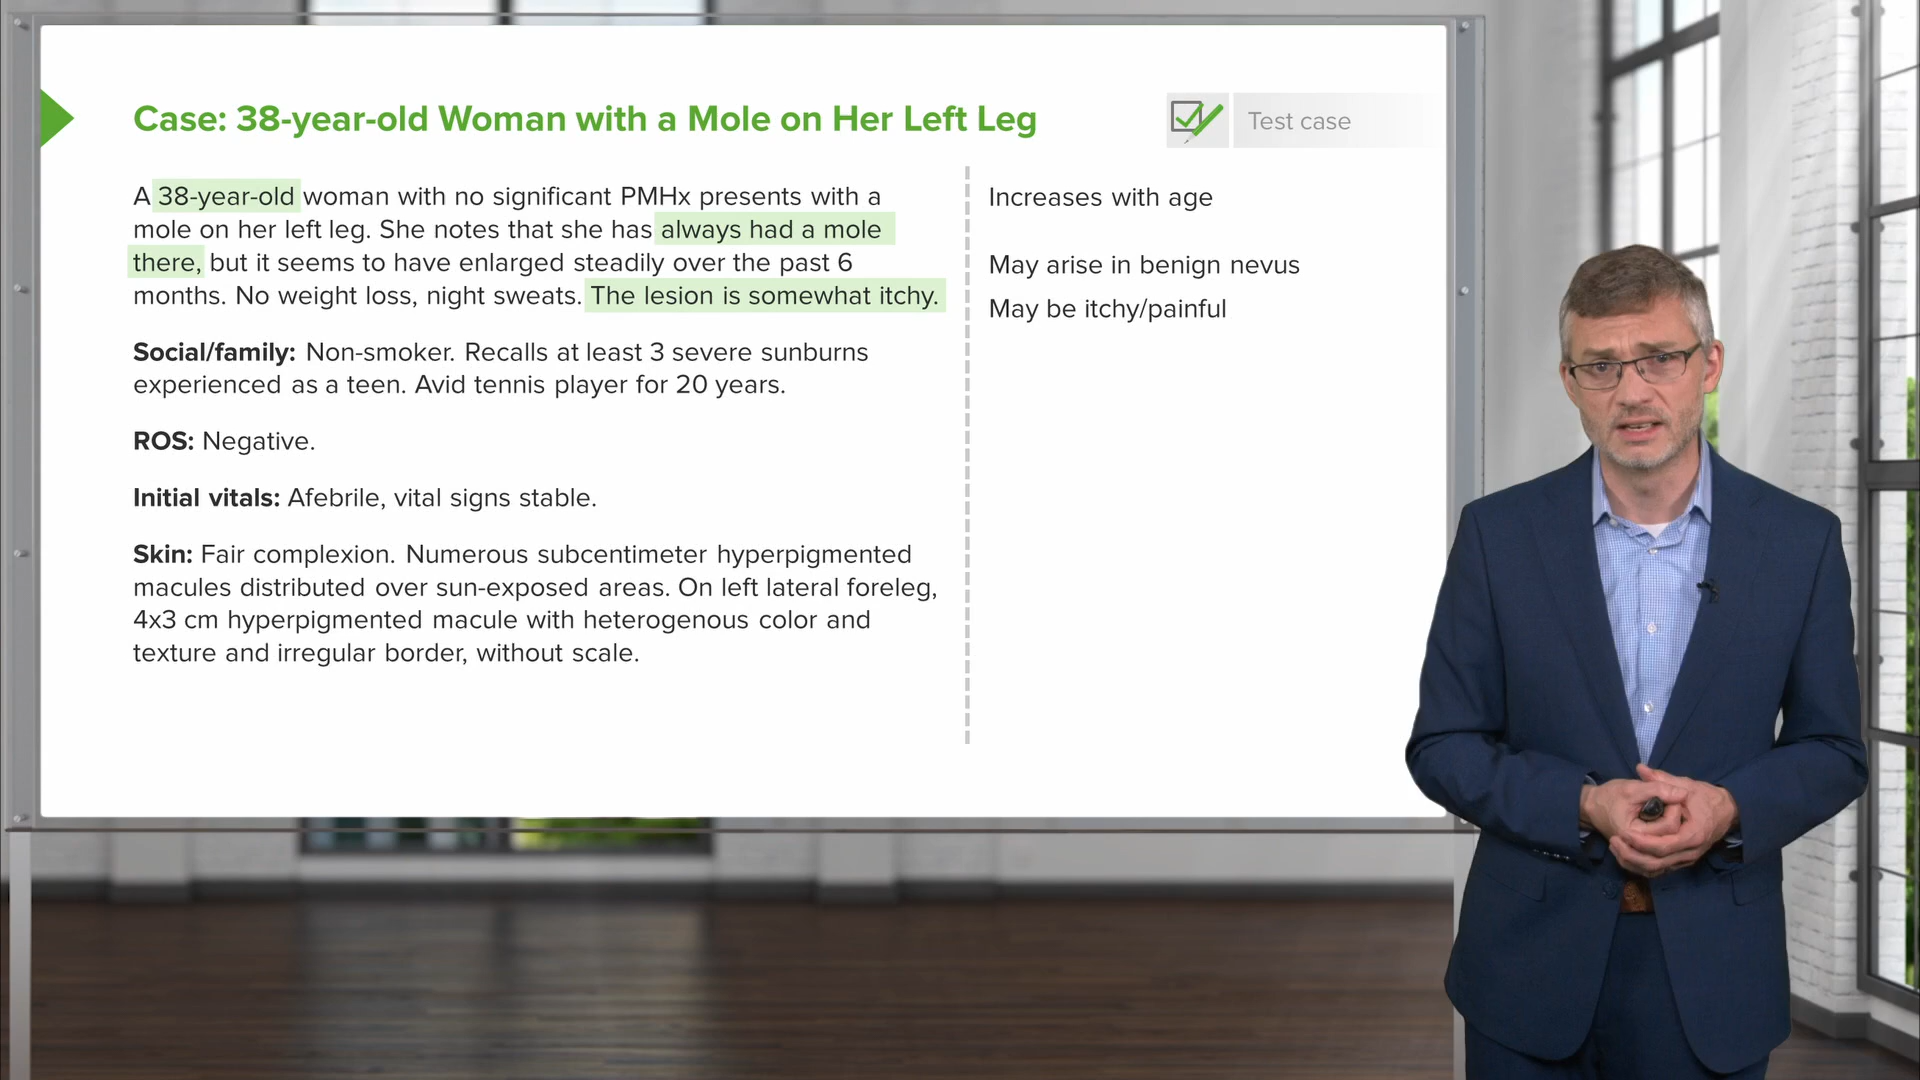 Case: 38-year-old Woman with a Mole on Her Left Leg
Test case
A 38-year-old woman with no significant PMHx presents with a
mole on her left leg. She notes that she has always had a mole
there, but it seems to have enlarged steadily over the past 6
months. No weight loss, night sweats. The lesion is somewhat itchy.
Social/family: Non-smoker. Recalls at least 3 severe sunburns
experienced as a teen. Avid tennis player for 20 years.
ROS: Negative.
Initial vitals: Afebrile, vital signs stable.
Skin: Fair complexion. Numerous subcentimeter hyperpigmented
macules distributed over sun-exposed areas. On left lateral foreleg,
4x3 cm hyperpigmented macule with heterogenous color and
texture and irregular border, without scale.
Increases with age
May arise in benign nevus
May be itchy/painful